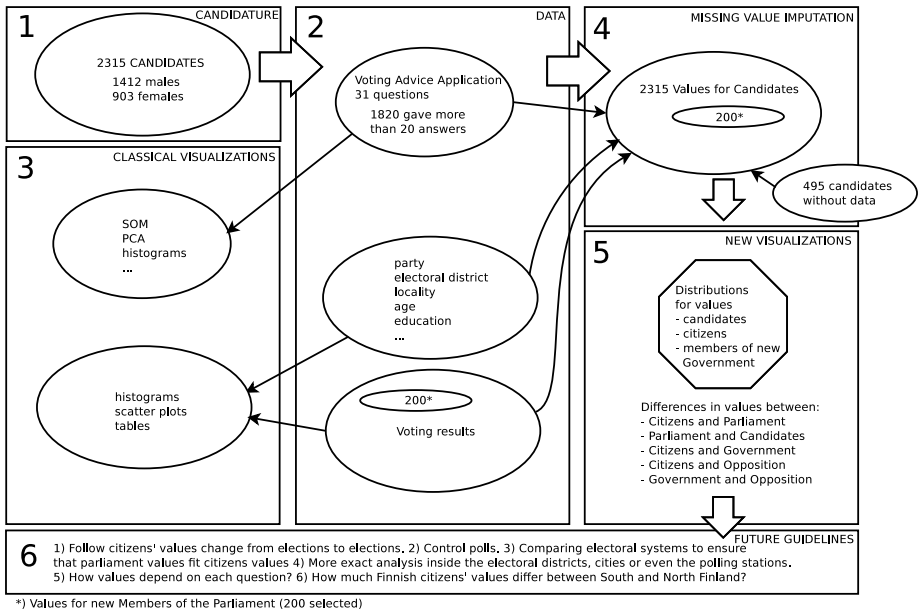 1
CANDIDATURE
2315 CANDIDATES
1412 males
903 females
2
DATA
Voting Advice Application
31 questions
1820 gave more
than 20 answers
party
electoral district
locality
age
education
...
200*
Voting results
3
CLASSICAL VISUALIZATIONS
SOM
PCA
histograms
...
histograms
scatter plots
tables
4
MISSING VALUE IMPUTATION
2315 Values for Candidates
200*
495 candidates
without data
5
NEW VISUALIZATIONS
Distributions
for values
- candidates
- citizens
- members of new
Government
Differences in values between:
- Citizens and Parliament
- Parliament and Candidates
- Citizens and Government
- Citizens and Opposition
- Government and Opposition
6
FUTURE GUIDELINES
1) Follow citizens' values change from elections to elections. 2) Control polls. 3) Comparing electoral systems to ensure
that parliament values fit citizens values 4) More exact analysis inside the electoral districts, cities or even the polling stations.
5) How values depend on each question? 6) How much Finnish citizens' values differ between South and North Finland?
*) Values for new Members of the Parliament (200 selected)